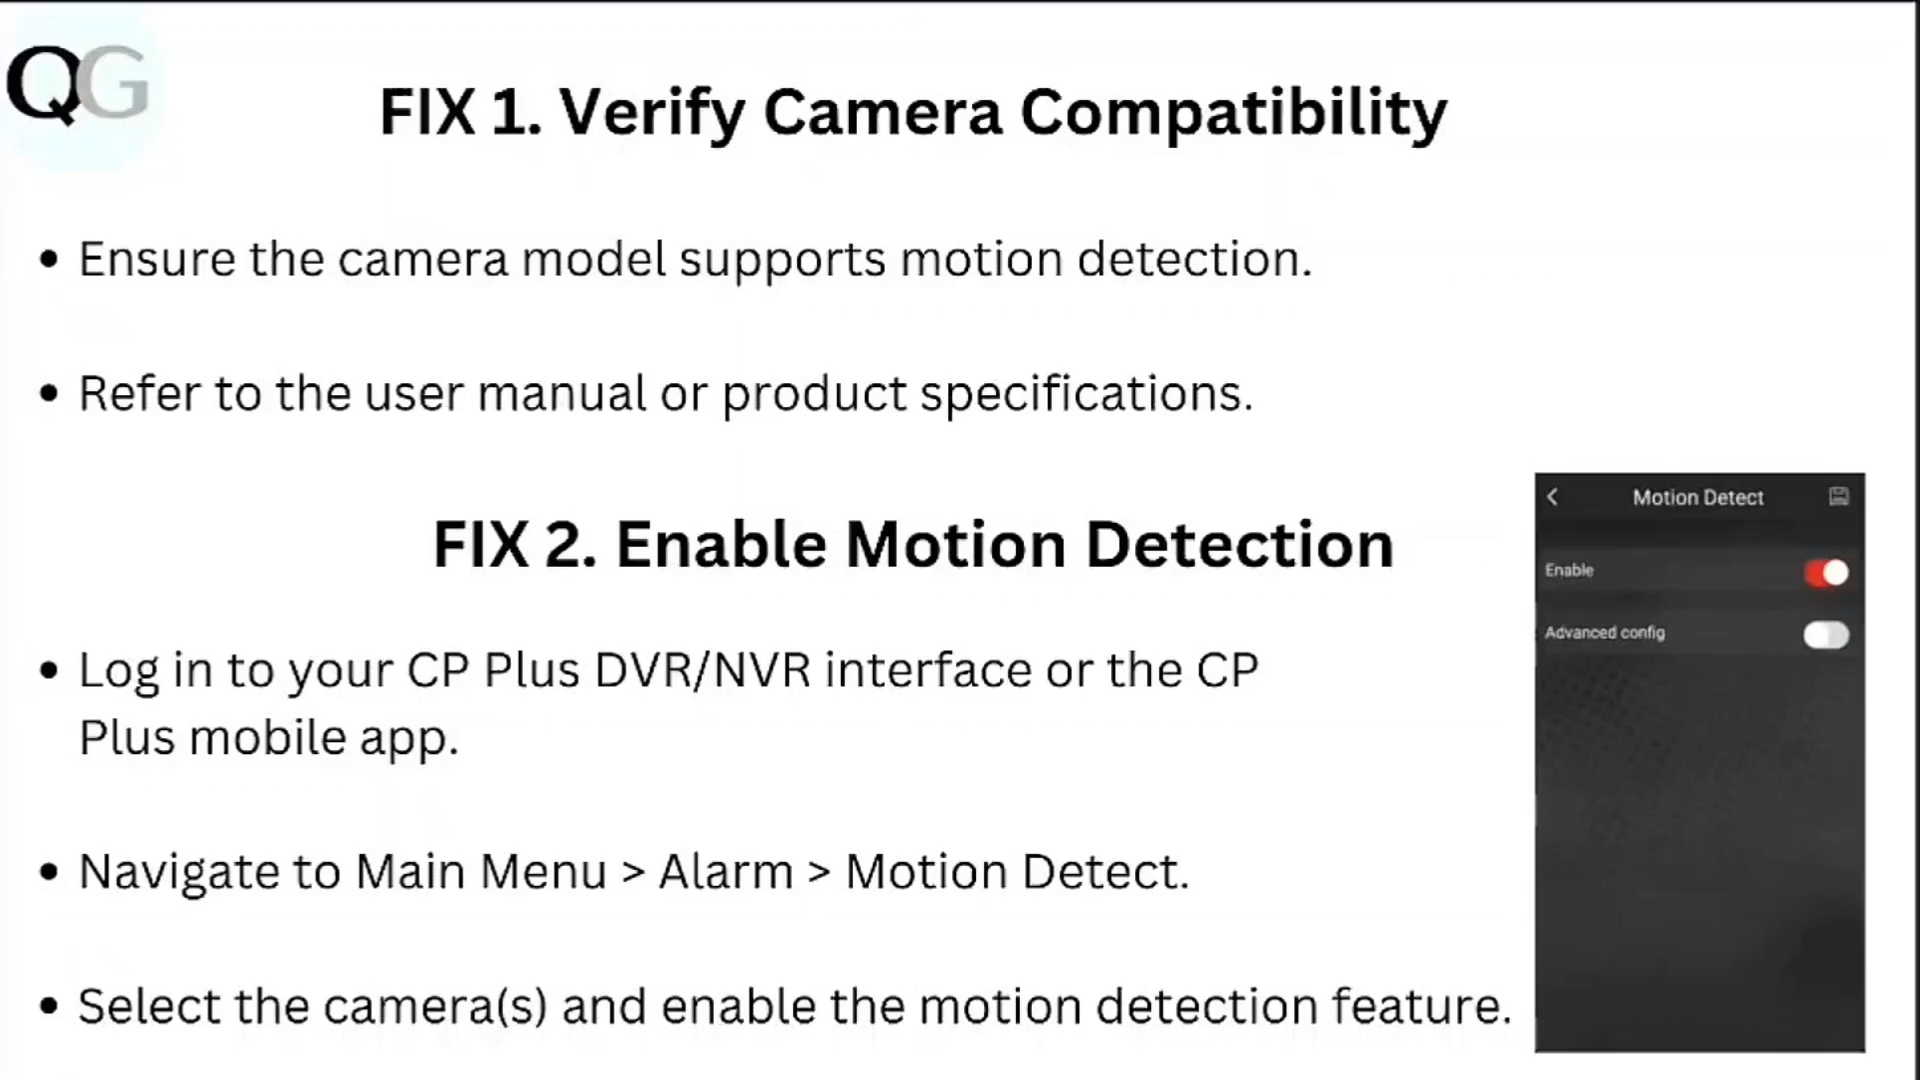 QG
FIX 1. Verify Camera Compatibility
• Ensure the camera model supports motion detection.
• Refer to the user manual or product specifications.
FIX 2. Enable Motion Detection
• Log in to your CP Plus DVR/NVR interface or the CP
Plus mobile app.
• Navigate to Main Menu > Alarm > Motion Detect.
• Select the camera(s) and enable the motion detection feature.
Motion Detect
Enable
Advanced config